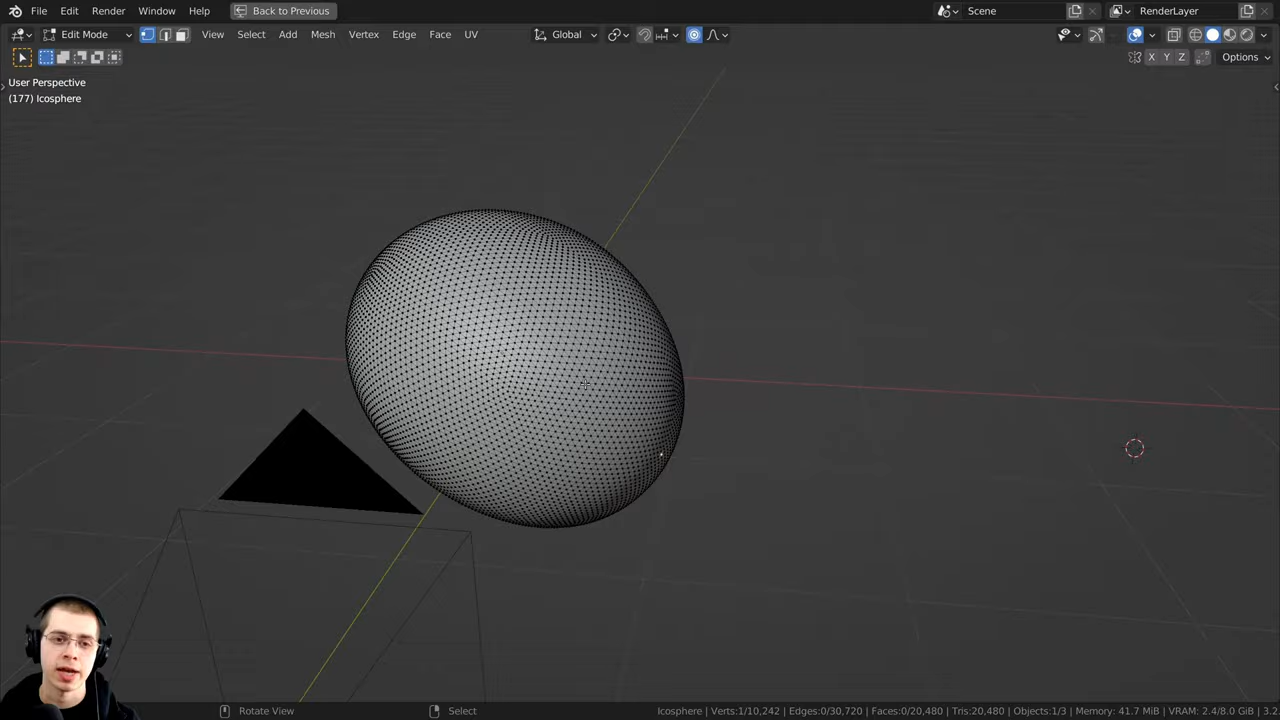 File Edit Render Window Help Back to Previous Scene RenderLayer
Edit Mode View Select Add Mesh Vertex Edge Face UV Global
X Y Z Options
User Perspective
(177) Icosphere
Rotate View Select Icosphere | Verts:1/10,242 | Edges:0/30,720 | Faces:0/20,480 | Tris:20,480 | Objects:1/3 | Memory: 41.7 MiB | VRAM: 2.4/8.0 GiB | 3.2